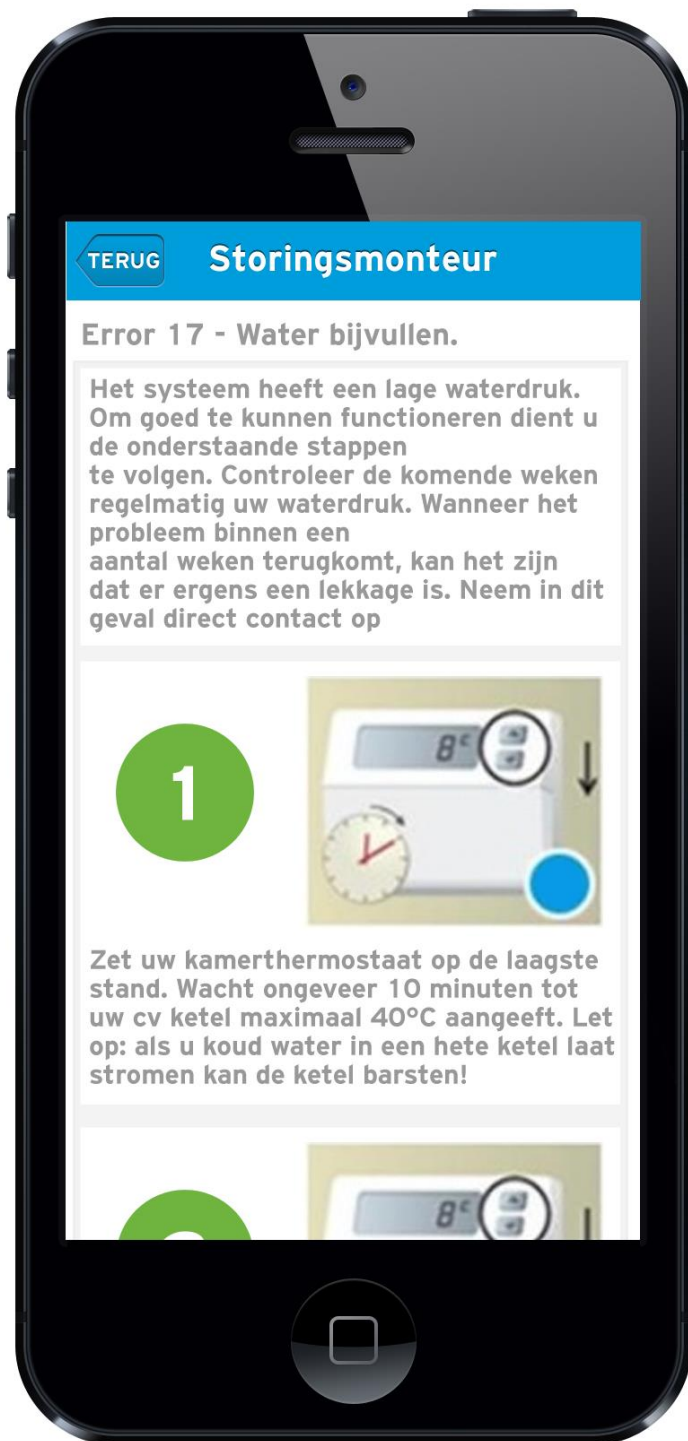 TERUG
Storingsmonteur
Error 17 - Water bijvullen.
Het systeem heeft een lage waterdruk.
Om goed te kunnen functioneren dient u
de onderstaande stappen
te volgen. Controleer de komende weken
regelmatig uw waterdruk. Wanneer het
probleem binnen een
aantal weken terugkomt, kan het zijn
dat er ergens een lekkage is. Neem in dit
geval direct contact op
1
8°C
Zet uw kamerthermostaat op de laagste
stand. Wacht ongeveer 10 minuten tot
uw cv ketel maximaal 40°C aangeeft. Let
op: als u koud water in een hete ketel laat
stromen kan de ketel barsten!
8°C